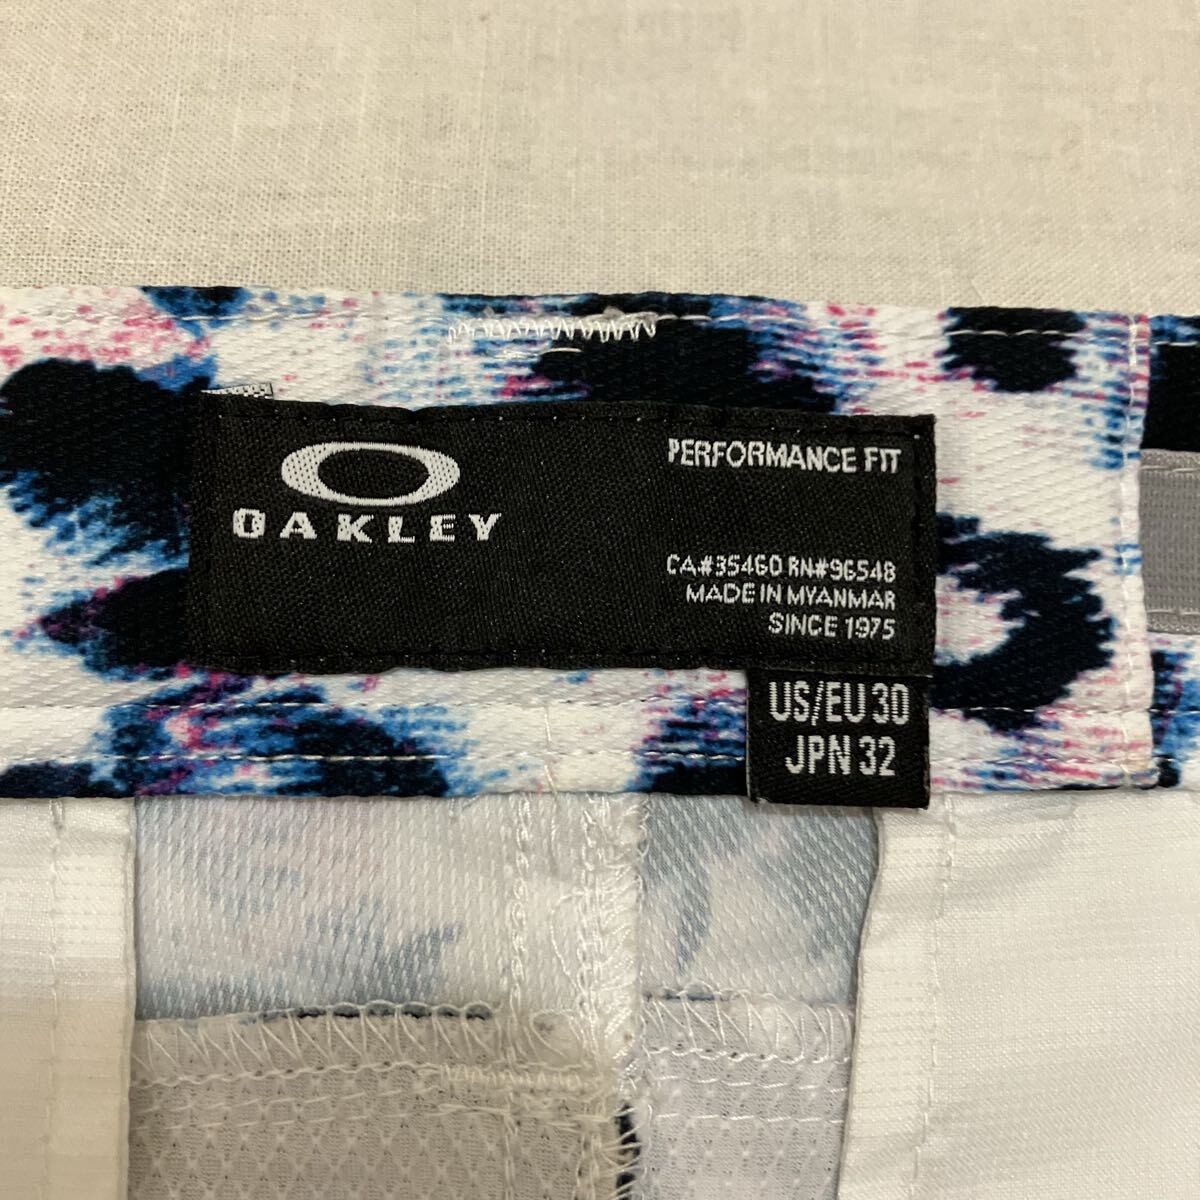 OAKLEY
PERFORMANCE FIT
CA#35460 RN#96548
MADE IN MYANMAR
SINCE 1975
US/EU 30
JPN 32